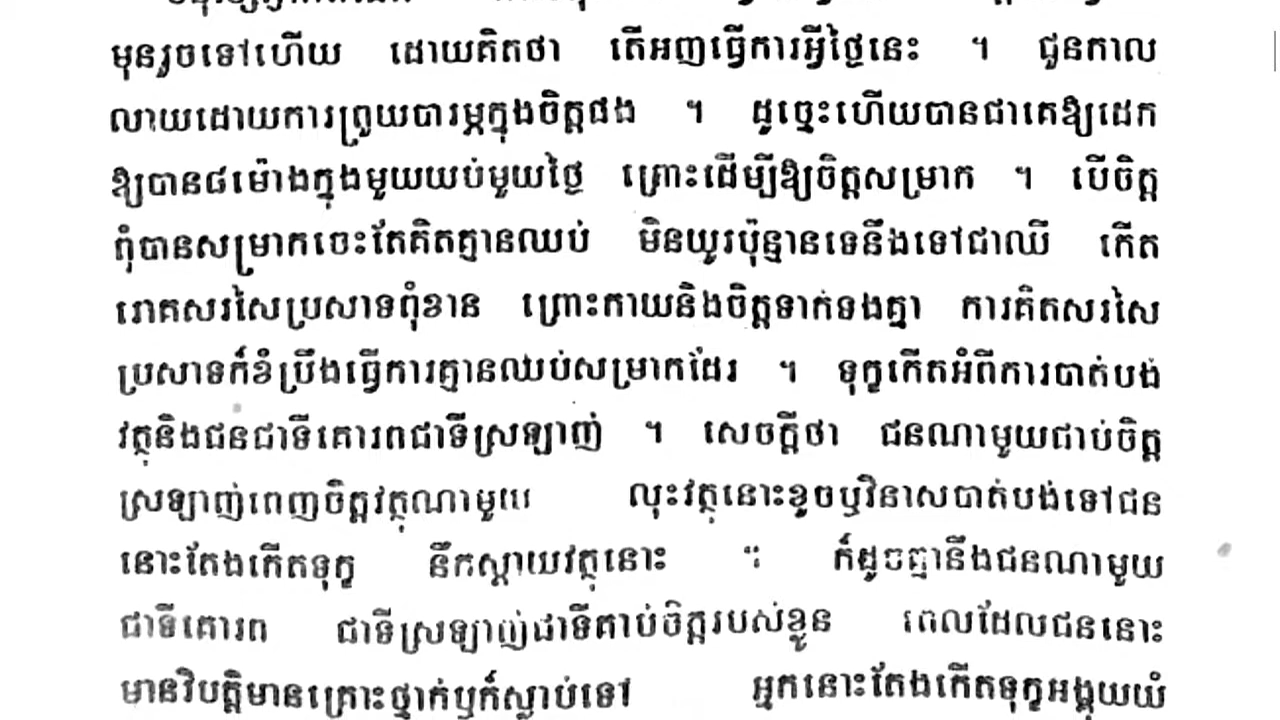 មុនរួចទៅហើយ ដោយគិតថា តើអញធ្វើការអ្វីថ្ងៃនេះ ។ ជួនកាល
លាយដោយការព្រួយបារម្ភក្នុងចិត្តផង ។ ដូច្នេះហើយបានជាគេឱ្យដេក
ឱ្យបាន៨ម៉ោងក្នុងមួយយប់មួយថ្ងៃ ព្រោះដើម្បីឱ្យចិត្តសម្រាក ។ បើចិត្ត
ពុំបានសម្រាកចេះតែគិតគ្មានឈប់ មិនយូរប៉ុន្មានទេនឹងទៅជាឈឺ កើត
រោគសរសៃប្រសាទពុំខាន ព្រោះកាយនិងចិត្តទាក់ទងគ្នា ការគិតសរសៃ
ប្រសាទក៏ខំប្រឹងធ្វើការគ្មានឈប់សម្រាកដែរ ។ ទុក្ខកើតអំពីការបាត់បង់
វត្ថុនិងជនជាទីគោរពជាទីស្រឡាញ់ ។ សេចក្តីថា ជនណាមួយជាប់ចិត្ត
ស្រឡាញ់ពេញចិត្តវត្ថុណាមួយ លុះវត្ថុនោះខូចឬវិនាសបាត់បង់ទៅជន
នោះតែងកើតទុក្ខ នឹកស្តាយវត្ថុនោះ ។ ក៏ដូចគ្នានឹងជនណាមួយ
ជាទីគោរព ជាទីស្រឡាញ់ជាទីគាប់ចិត្តរបស់ខ្លួន ពេលដែលជននោះ
មានវិបត្តិមានគ្រោះថ្នាក់ឬក៏ស្លាប់ទៅ អ្នកនោះតែងកើតទុក្ខអង្គុយយំ